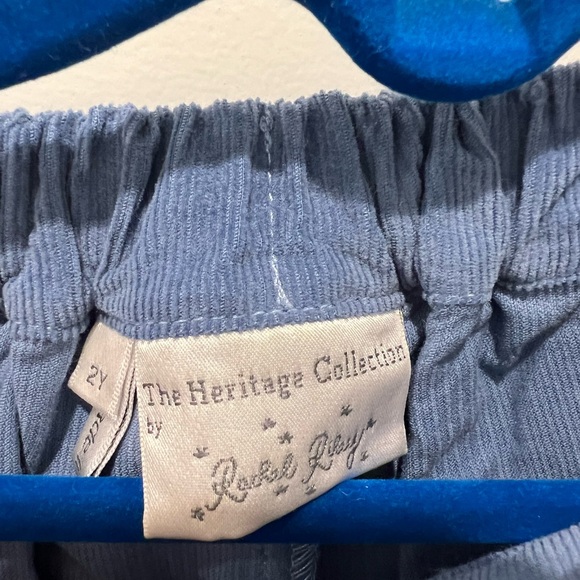 The Heritage Collection
by
Rachel Riley
2Y